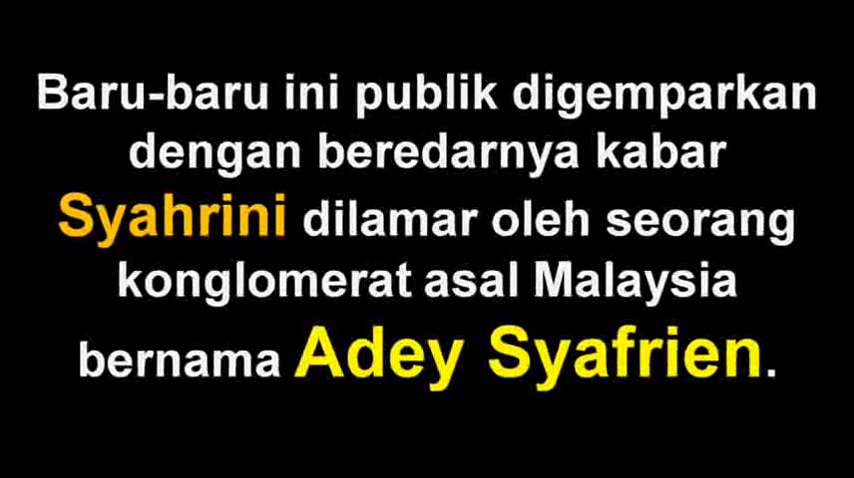 Baru-baru ini publik digemparkan
dengan beredarnya kabar
Syahrini dilamar oleh seorang
konglomerat asal Malaysia
bernama Adey Syafrien.